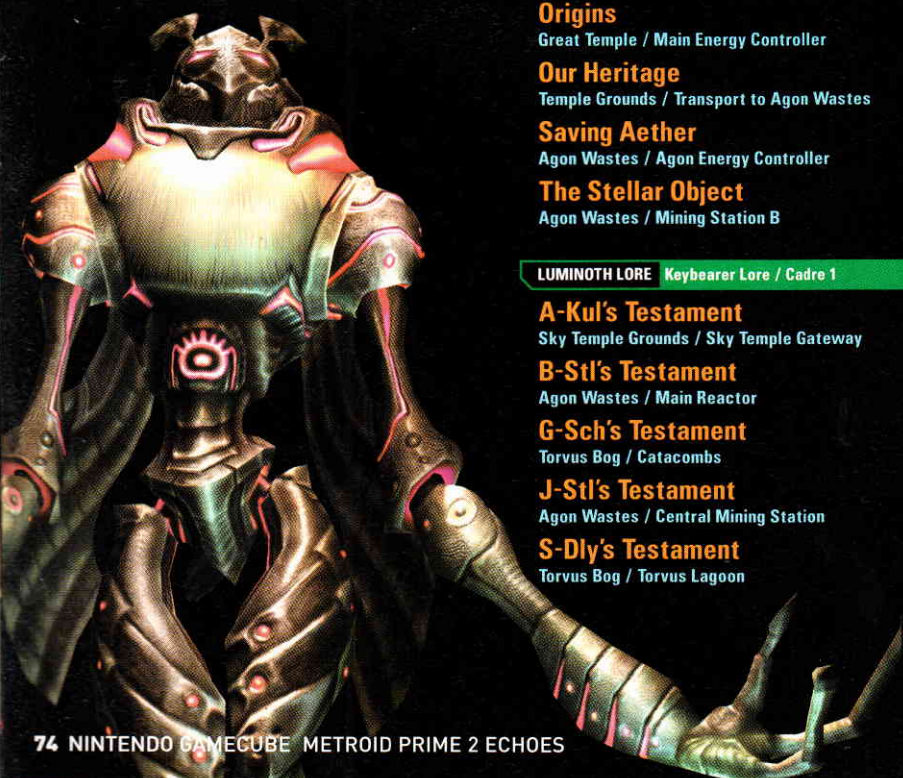 Origins
Great Temple / Main Energy Controller
Our Heritage
Temple Grounds / Transport to Agon Wastes
Saving Aether
Agon Wastes / Agon Energy Controller
The Stellar Object
Agon Wastes / Mining Station B
LUMINOTH LORE Keybearer Lore / Cadre 1
A-Kul's Testament
Sky Temple Grounds / Sky Temple Gateway
B-Stl's Testament
Agon Wastes / Main Reactor
G-Sch's Testament
Torvus Bog / Catacombs
J-Stl's Testament
Agon Wastes / Central Mining Station
S-Dly's Testament
Torvus Bog / Torvus Lagoon
74 NINTENDO GAMECUBE METROID PRIME 2 ECHOES